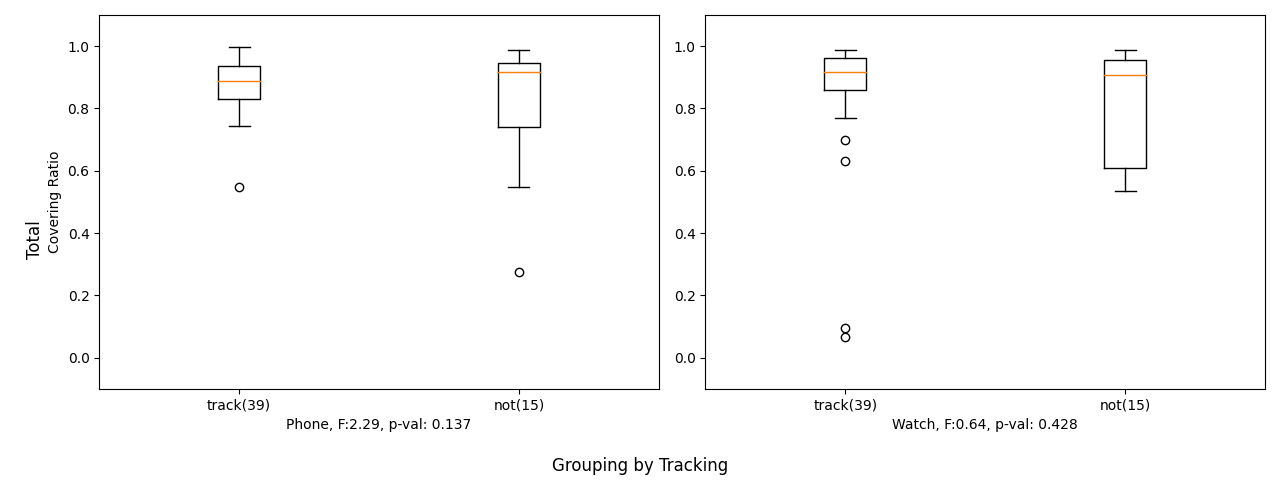 Total
Covering Ratio
1.0
0.8
0.6
0.4
0.2
0.0
track(39) not(15)
Phone, F:2.29, p-val: 0.137
1.0
0.8
0.6
0.4
0.2
0.0
track(39) not(15)
Watch, F:0.64, p-val: 0.428
Grouping by Tracking